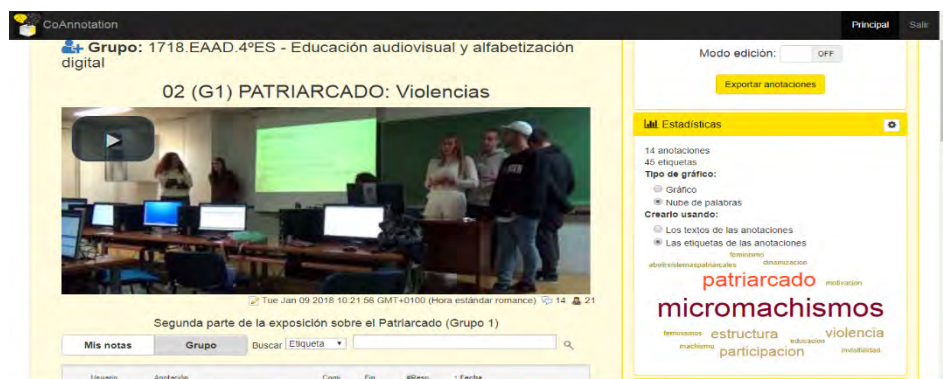 CoAnnotation
Principal Salir
Grupo: 1718.EAAD.4ºES - Educación audiovisual y alfabetización
digital
02 (G1) PATRIARCADO: Violencias
Tue Jan 09 2018 10:21:56 GMT+0100 (Hora estándar romance) 14 21
Segunda parte de la exposición sobre el Patriarcado (Grupo 1)
Mis notas Grupo Buscar Etiqueta
Usuario Anotación Comi. Fin #Resp. Fecha
Modo edición: OFF
Exportar anotaciones
Estadísticas
14 anotaciones
45 etiquetas
Tipo de gráfico:
Gráfico
Nube de palabras
Crearlo usando:
Los textos de las anotaciones
Las etiquetas de las anotaciones
feminismo
abolirsistemaspatriarcales dinamizacion
patriarcado motivacion
micromachismos
feminismos estructura educacion violencia
machismo participacion invisibilidad